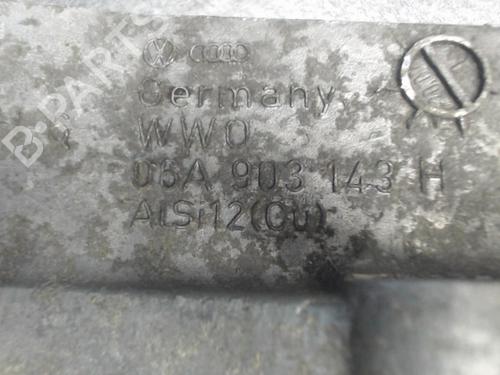 B-PARTS
Germany
WWO
06A 903 143 H
AlSi12(Cu)